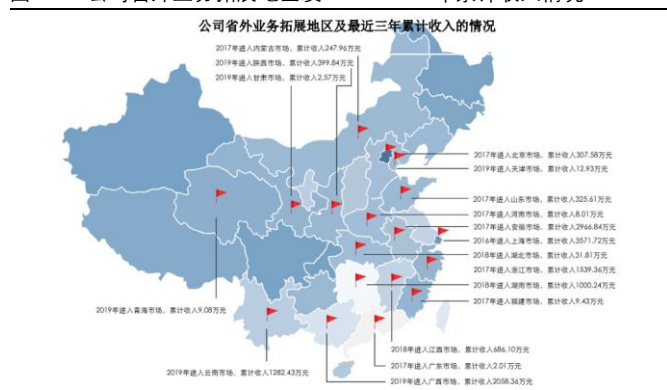 公司省外业务拓展地区及最近三年累计收入的情况
2017年进入内蒙古市场，累计收入247.96万元
2019年进入陕西市场，累计收入399.84万元
2019年进入甘肃市场，累计收入2.57万元
2017年进入北京市场，累计收入307.58万元
2019年进入天津市场，累计收入12.93万元
2017年进入山东市场，累计收入325.61万元
2017年进入河南市场，累计收入8.01万元
2017年进入安徽市场，累计收入2966.84万元
2016年进入上海市场，累计收入3571.72万元
2018年进入湖北市场，累计收入31.81万元
2017年进入浙江市场，累计收入1539.36万元
2018年进入湖南市场，累计收入1000.24万元
2017年进入福建市场，累计收入9.43万元
2019年进入青海市场，累计收入9.08万元
2018年进入江西市场，累计收入686.10万元
2017年进入广东市场，累计收入2.01万元
2019年进入云南市场，累计收入1282.43万元
2019年进入广西市场，累计收入2058.36万元